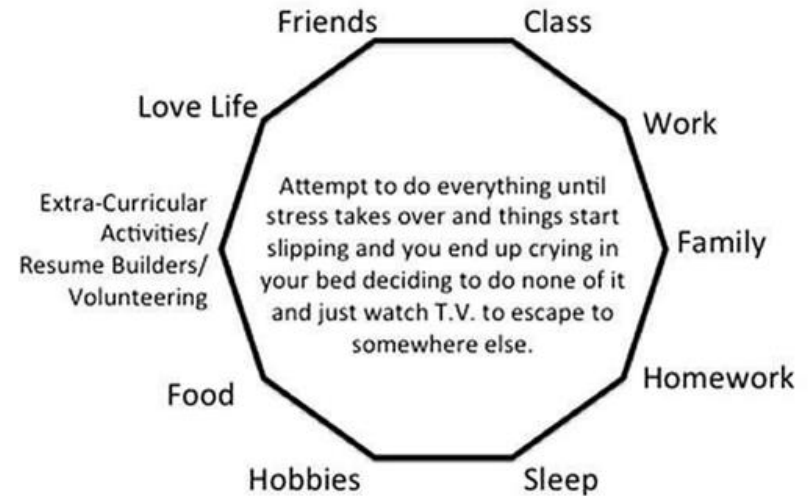 Friends
Class
Love Life
Work
Extra-Curricular
Activities/
Resume Builders/
Volunteering
Attempt to do everything until
stress takes over and things start
slipping and you end up crying in
your bed deciding to do none of it
and just watch T.V. to escape to
somewhere else.
Family
Food
Homework
Hobbies
Sleep